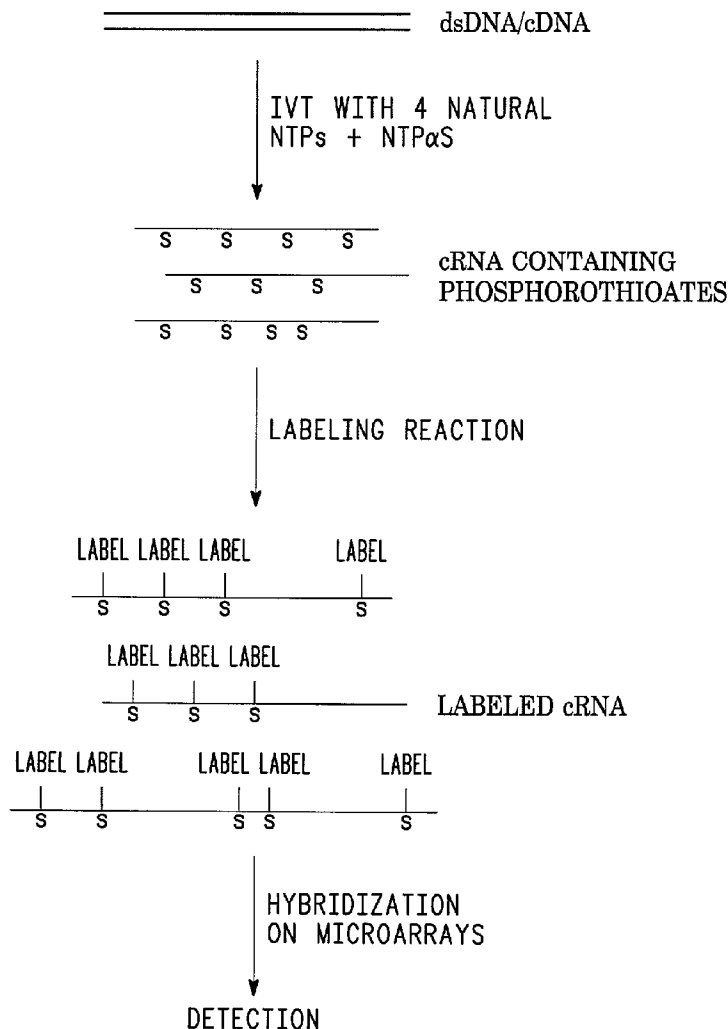 dsDNA/cDNA
IVT WITH 4 NATURAL
NTPs + NTPαS
S S S S
cRNA CONTAINING
PHOSPHOROTHIOATES
S S S
S S S S
LABELING REACTION
LABEL LABEL LABEL LABEL
S S S S
LABEL LABEL LABEL
S S S
LABELED cRNA
LABEL LABEL LABEL LABEL LABEL
S S S S S
HYBRIDIZATION
ON MICROARRAYS
DETECTION